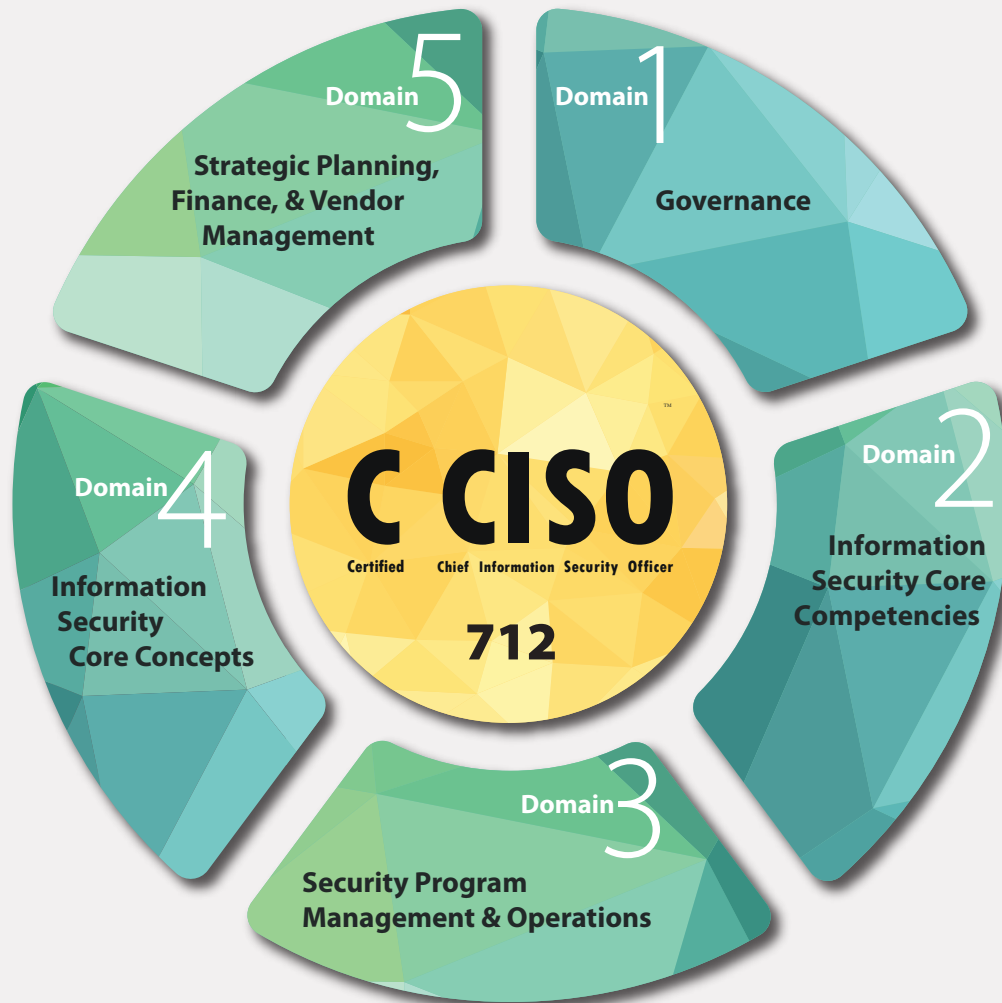 Domain 1
Governance
Domain 2
Information
Security Core
Competencies
Domain 3
Security Program
Management & Operations
Domain 4
Information
Security
Core Concepts
Domain 5
Strategic Planning,
Finance, & Vendor
Management
™
C CISO
Certified Chief Information Security Officer
712